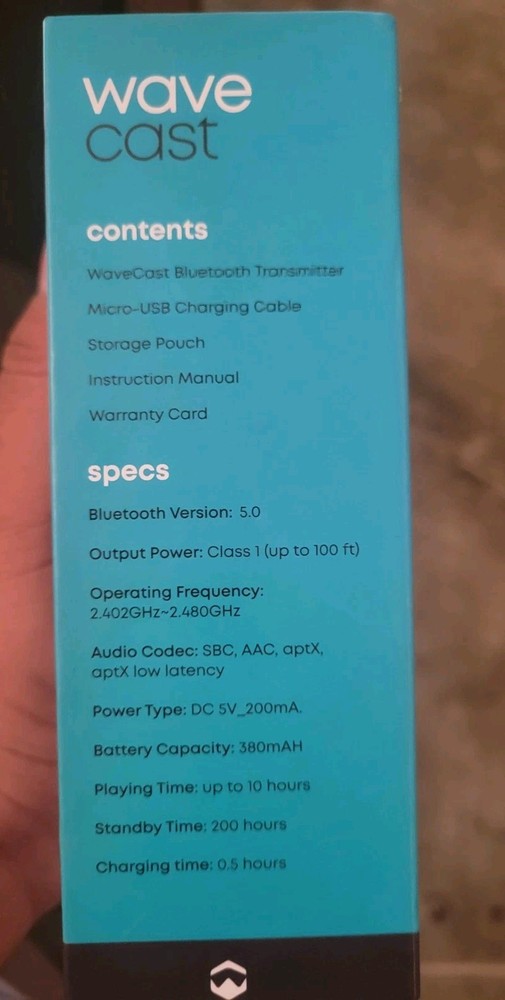 wave
cast
contents
WaveCast Bluetooth Transmitter
Micro-USB Charging Cable
Storage Pouch
Instruction Manual
Warranty Card
specs
Bluetooth Version: 5.0
Output Power: Class 1 (up to 100 ft)
Operating Frequency:
2.402GHz~2.480GHz
Audio Codec: SBC, AAC, aptX,
aptX low latency
Power Type: DC 5V_200mA.
Battery Capacity: 380mAH
Playing Time: up to 10 hours
Standby Time: 200 hours
Charging time: 0.5 hours